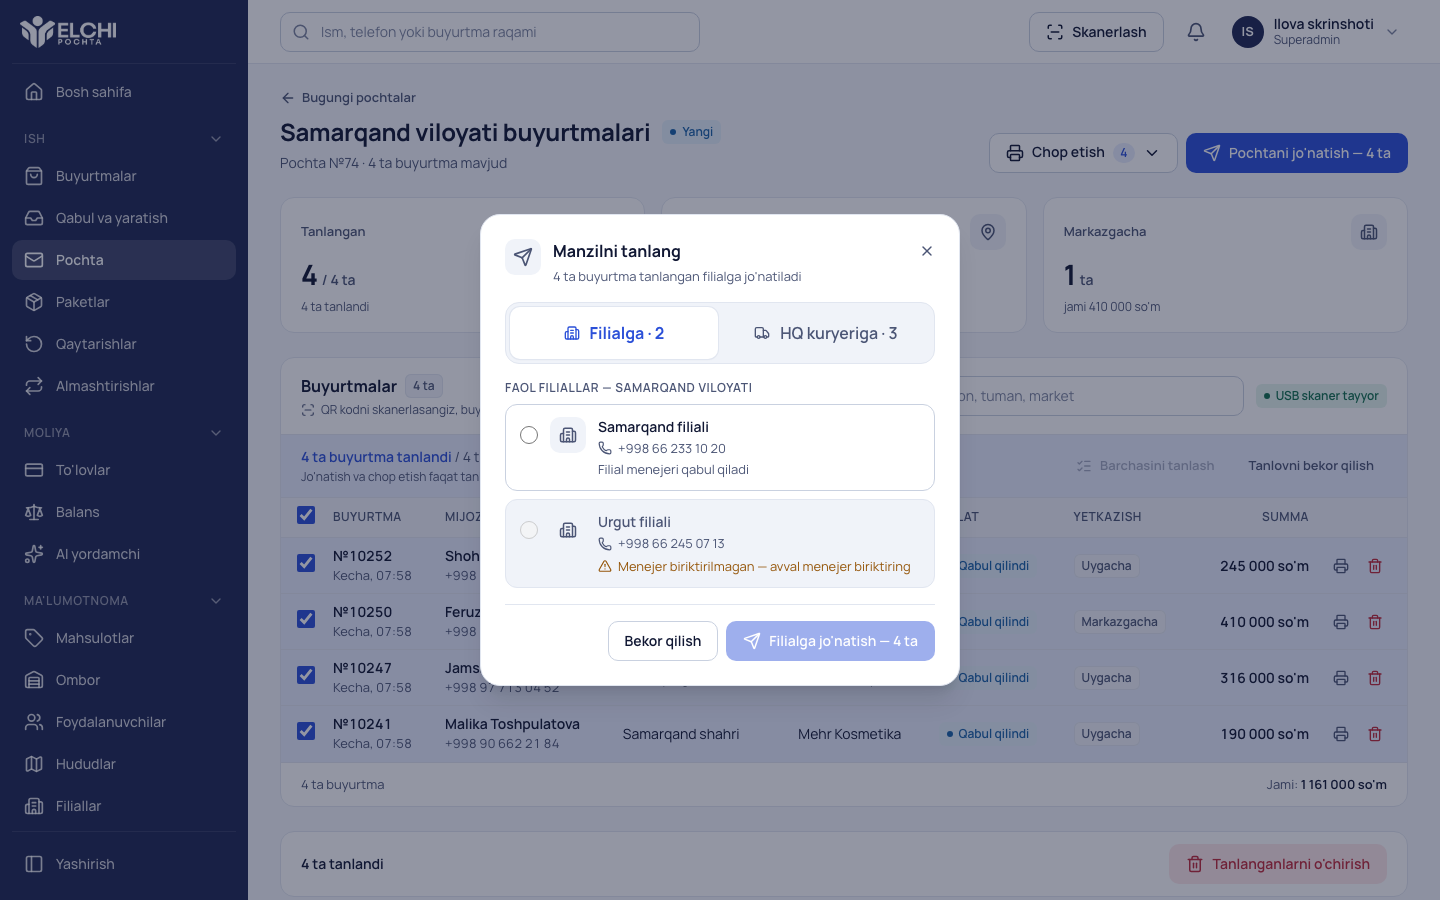 ELCHI
POCHTA
Ism, telefon yoki buyurtma raqami
Skanerlash
IS
Ilova skrinshoti
Superadmin
Bosh sahifa
ISH
Buyurtmalar
Qabul va yaratish
Pochta
Paketlar
Qaytarishlar
Almashtirishlar
MOLIYA
To'lovlar
Balans
AI yordamchi
MA'LUMOTNOMA
Mahsulotlar
Ombor
Foydalanuvchilar
Hududlar
Filiallar
Yashirish
Bugungi pochtalar
Samarqand viloyati buyurtmalari
Yangi
Pochta №74 · 4 ta buyurtma mavjud
Chop etish 4
Pochtani jo'natish — 4 ta
Tanlangan
4 / 4 ta
4 ta tanlandi
Markazgacha
1 ta
jami 410 000 so'm
Manzilni tanlang
4 ta buyurtma tanlangan filialga jo'natiladi
Filialga · 2
HQ kuryeriga · 3
FAOL FILIALLAR — SAMARQAND VILOYATI
Samarqand filiali
+998 66 233 10 20
Filial menejeri qabul qiladi
Urgut filiali
+998 66 245 07 13
Menejer biriktirilmagan — avval menejer biriktiring
Bekor qilish
Filialga jo'natish — 4 ta
Buyurtmalar 4 ta
QR kodni skanerlasangiz, buy
on, tuman, market
USB skaner tayyor
4 ta buyurtma tanlandi / 4 t
Jo'natish va chop etish faqat tan
Barchasini tanlash
Tanlovni bekor qilish
BUYURTMA
MIJOZ
LAT
YETKAZISH
SUMMA
№10252
Kecha, 07:58
Shoh
+998
Qabul qilindi
Uygacha
245 000 so'm
№10250
Kecha, 07:58
Feruz
+998
Qabul qilindi
Markazgacha
410 000 so'm
№10247
Kecha, 07:58
Jams
+998 97 713 04 52
Qabul qilindi
Uygacha
316 000 so'm
№10241
Kecha, 07:58
Malika Toshpulatova
+998 90 662 21 84
Samarqand shahri
Mehr Kosmetika
Qabul qilindi
Uygacha
190 000 so'm
4 ta buyurtma
Jami: 1 161 000 so'm
4 ta tanlandi
Tanlanganlarni o'chirish